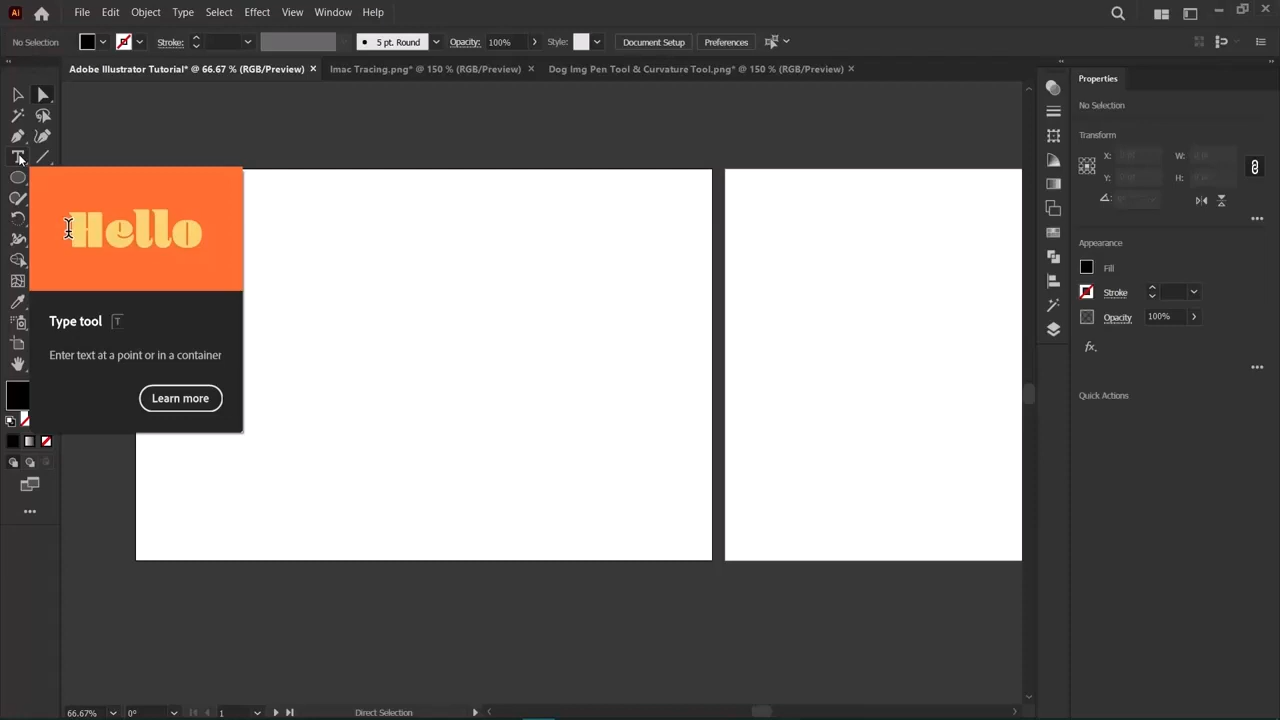 Ai File Edit Object Type Select Effect View Window Help
No Selection Stroke: 5 pt. Round Opacity: 100% Style: Document Setup Preferences
Adobe Illustrator Tutorial* @ 66.67 % (RGB/Preview) × Imac Tracing.png* @ 150 % (RGB/Preview) × Dog Img Pen Tool & Curvature Tool.png* @ 150 % (RGB/Preview) ×
Properties
No Selection
Transform
X: W:
Y: H:
Hello
Appearance
Fill
Stroke
Opacity 100%
fx.
Quick Actions
Type tool T
Enter text at a point or in a container
Learn more
66.67% 0° 1 Direct Selection